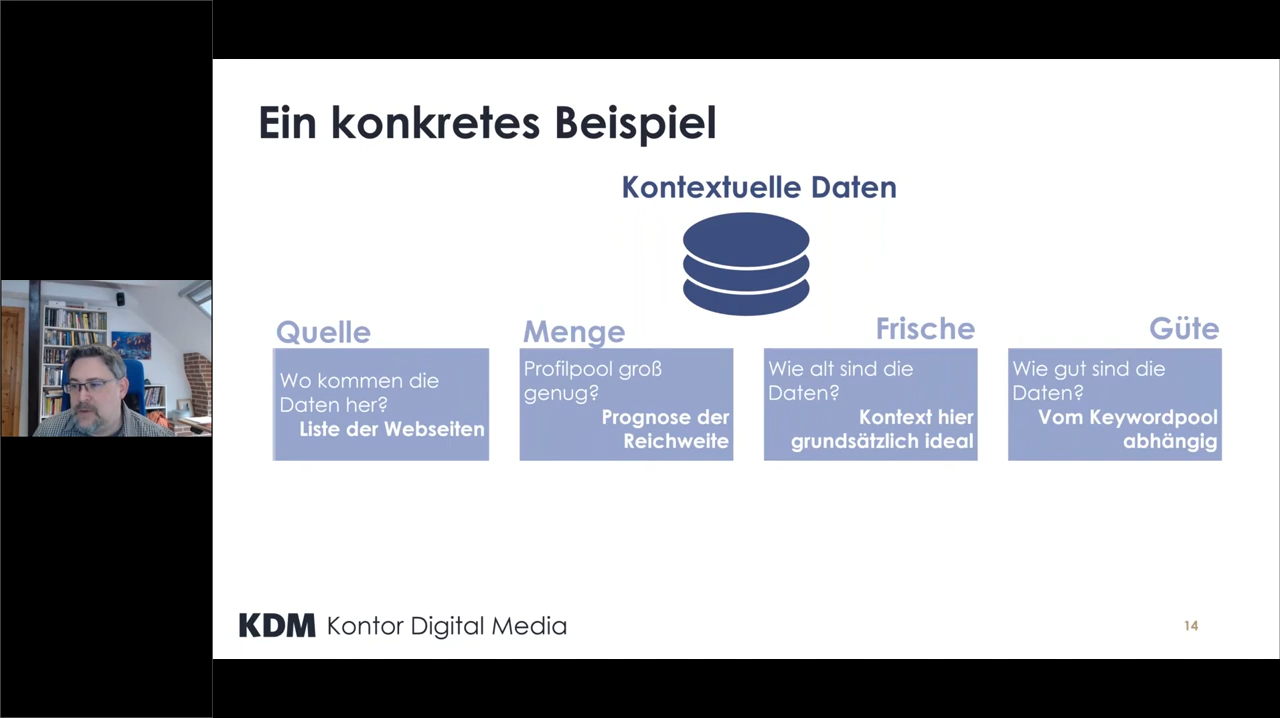 Ein konkretes Beispiel
Kontextuelle Daten
Quelle
Wo kommen die
Daten her?
Liste der Webseiten
Menge
Profilpool groß
genug?
Prognose der
Reichweite
Frische
Wie alt sind die
Daten?
Kontext hier
grundsätzlich ideal
Güte
Wie gut sind die
Daten?
Vom Keywordpool
abhängig
KDM Kontor Digital Media
14